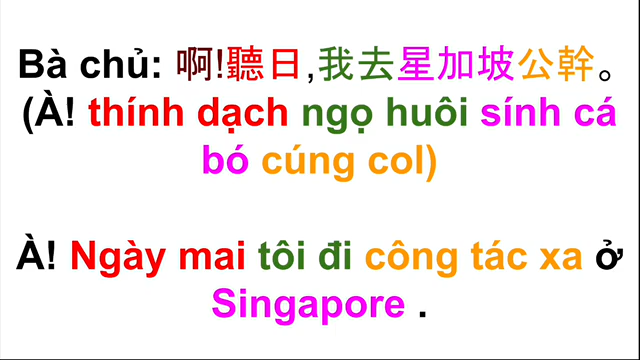 Bà chủ: 啊!聽日,我去星加坡公幹。
(À! thính dạch ngọ huôi sính cá
bó cúng col)
À! Ngày mai tôi đi công tác xa ở
Singapore .